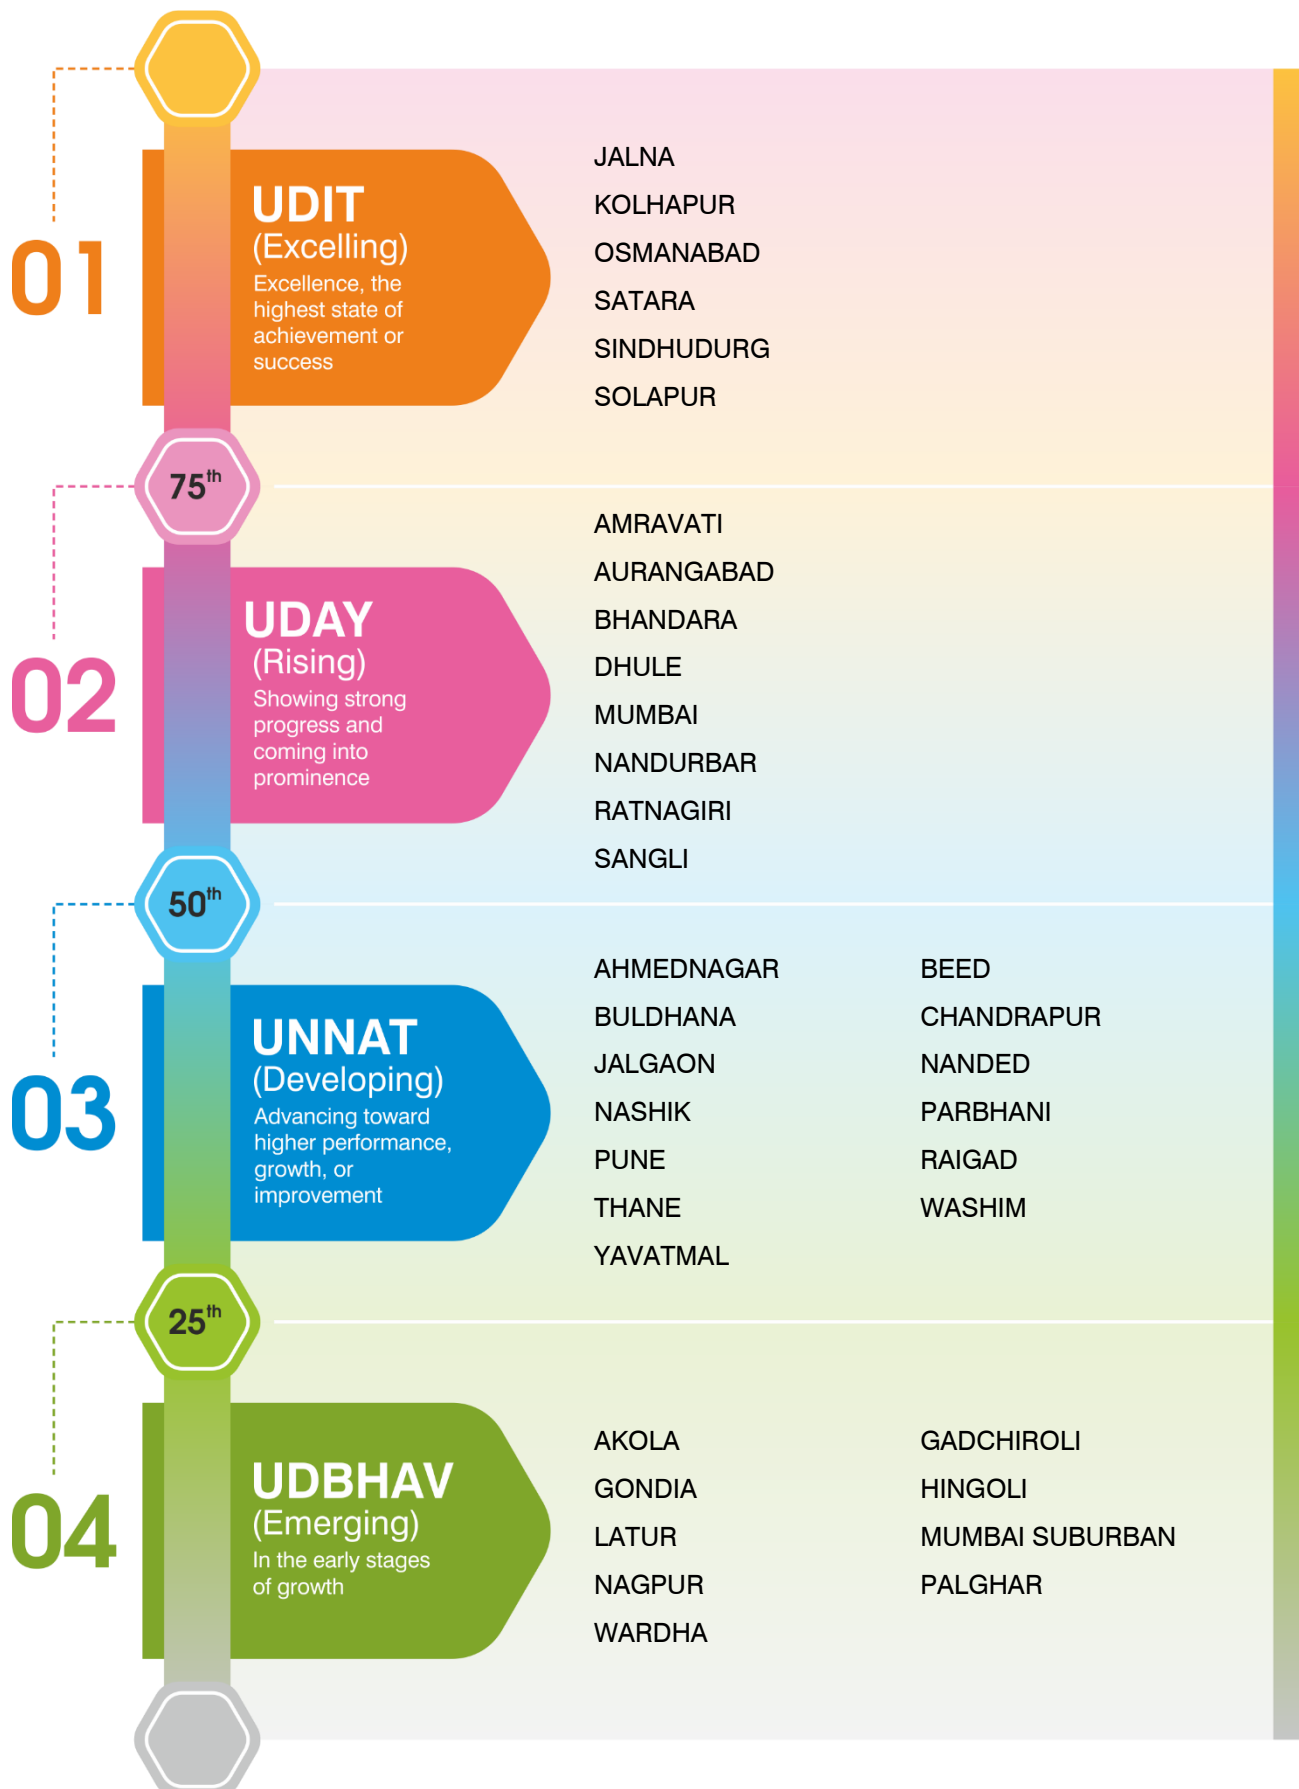 01
UDIT
(Excelling)
Excellence, the
highest state of
achievement or
success
JALNA
KOLHAPUR
OSMANABAD
SATARA
SINDHUDURG
SOLAPUR
75th
02
UDAY
(Rising)
Showing strong
progress and
coming into
prominence
AMRAVATI
AURANGABAD
BHANDARA
DHULE
MUMBAI
NANDURBAR
RATNAGIRI
SANGLI
50th
03
UNNAT
(Developing)
Advancing toward
higher performance,
growth, or
improvement
AHMEDNAGAR
BULDHANA
JALGAON
NASHIK
PUNE
THANE
YAVATMAL
BEED
CHANDRAPUR
NANDED
PARBHANI
RAIGAD
WASHIM
25th
04
UDBHAV
(Emerging)
In the early stages
of growth
AKOLA
GONDIA
LATUR
NAGPUR
WARDHA
GADCHIROLI
HINGOLI
MUMBAI SUBURBAN
PALGHAR